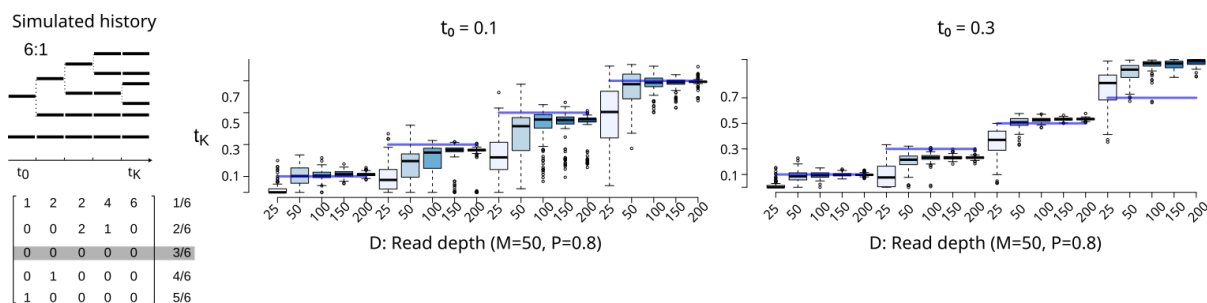 Simulated history
6:1
t0 tK
1 2 2 4 6 1/6
0 0 2 1 0 2/6
0 0 0 0 0 3/6
0 1 0 0 0 4/6
1 0 0 0 0 5/6
t0 = 0.1
tK
0.7
0.5
0.3
0.1
25 50 100 150 200 25 50 100 150 200 25 50 100 150 200 25 50 100 150 200
D: Read depth (M=50, P=0.8)
t0 = 0.3
0.7
0.5
0.3
0.1
25 50 100 150 200 25 50 100 150 200 25 50 100 150 200 25 50 100 150 200
D: Read depth (M=50, P=0.8)